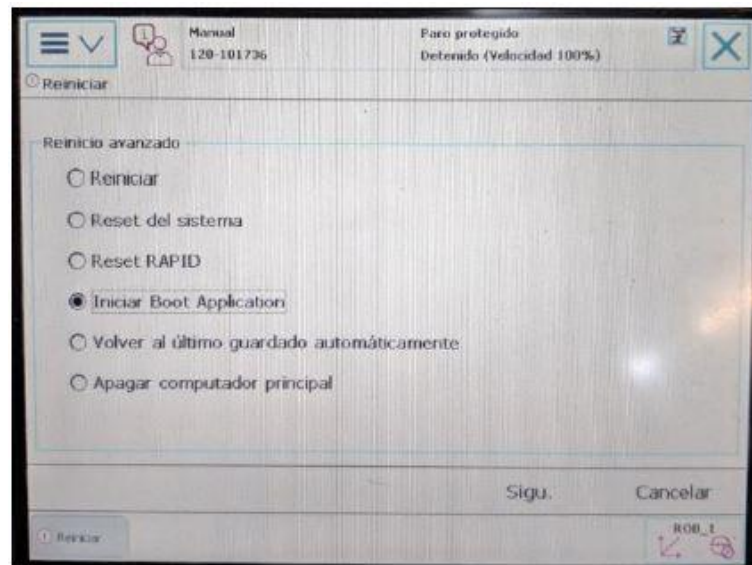 Manual
120-101736
Paro protegido
Detenido (Velocidad 100%)
Reiniciar
Reinicio avanzado
Reiniciar
Reset del sistema
Reset RAPID
Iniciar Boot Application
Volver al último guardado automáticamente
Apagar computador principal
Sigu.
Cancelar
Reiniciar
ROB_1